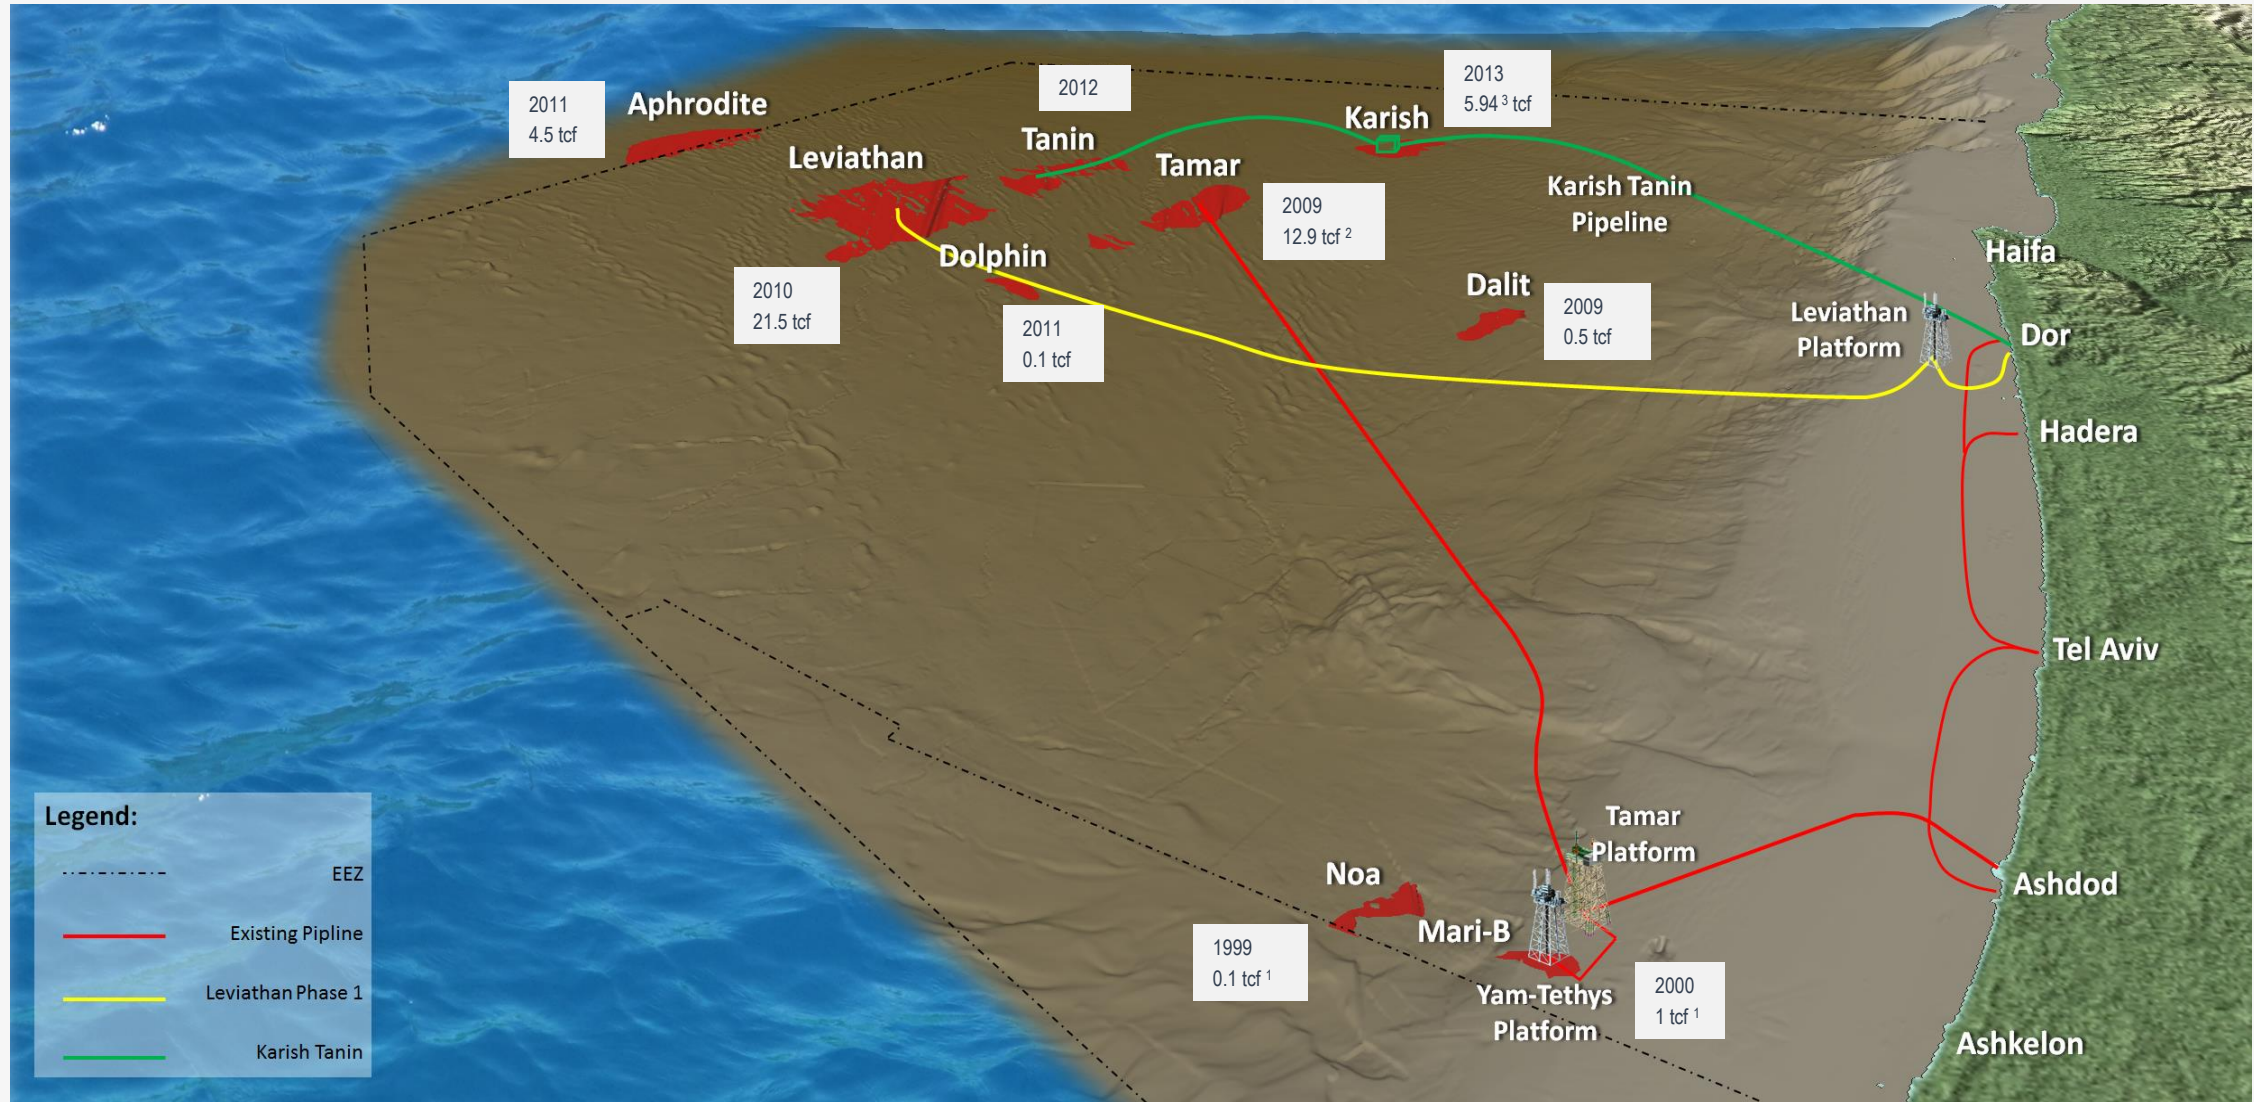 2011
4.5 tcf
Aphrodite
2012
2013
5.94 3 tcf
Leviathan
Tanin
Tamar
Karish
Karish Tanin
Pipeline
2009
12.9 tcf 2
Haifa
Dolphin
2010
21.5 tcf
2011
0.1 tcf
Dalit
2009
0.5 tcf
Leviathan
Platform
Dor
Hadera
Tel Aviv
Tamar
Platform
Noa
Mari-B
Ashdod
1999
0.1 tcf 1
Yam-Tethys
Platform
2000
1 tcf 1
Ashkelon
Legend:
EEZ
Existing Pipline
Leviathan Phase 1
Karish Tanin